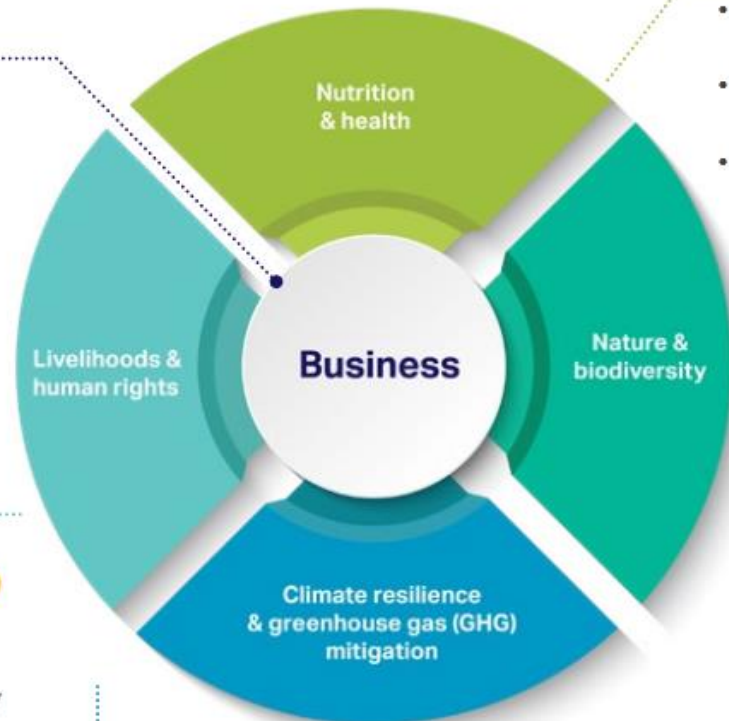 Nutrition
& health
Livelihoods &
human rights
Business
Nature &
biodiversity
Climate resilience
& greenhouse gas (GHG)
mitigation